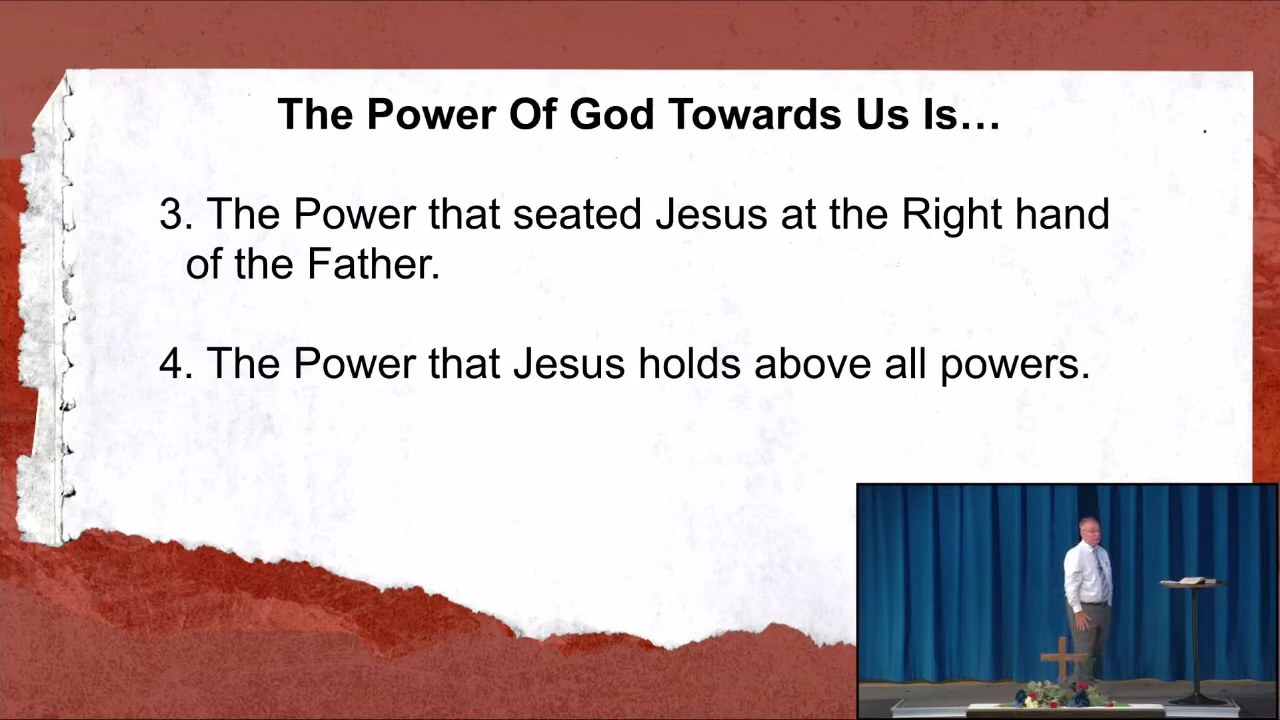 The Power Of God Towards Us Is…
3. The Power that seated Jesus at the Right hand
of the Father.
4. The Power that Jesus holds above all powers.